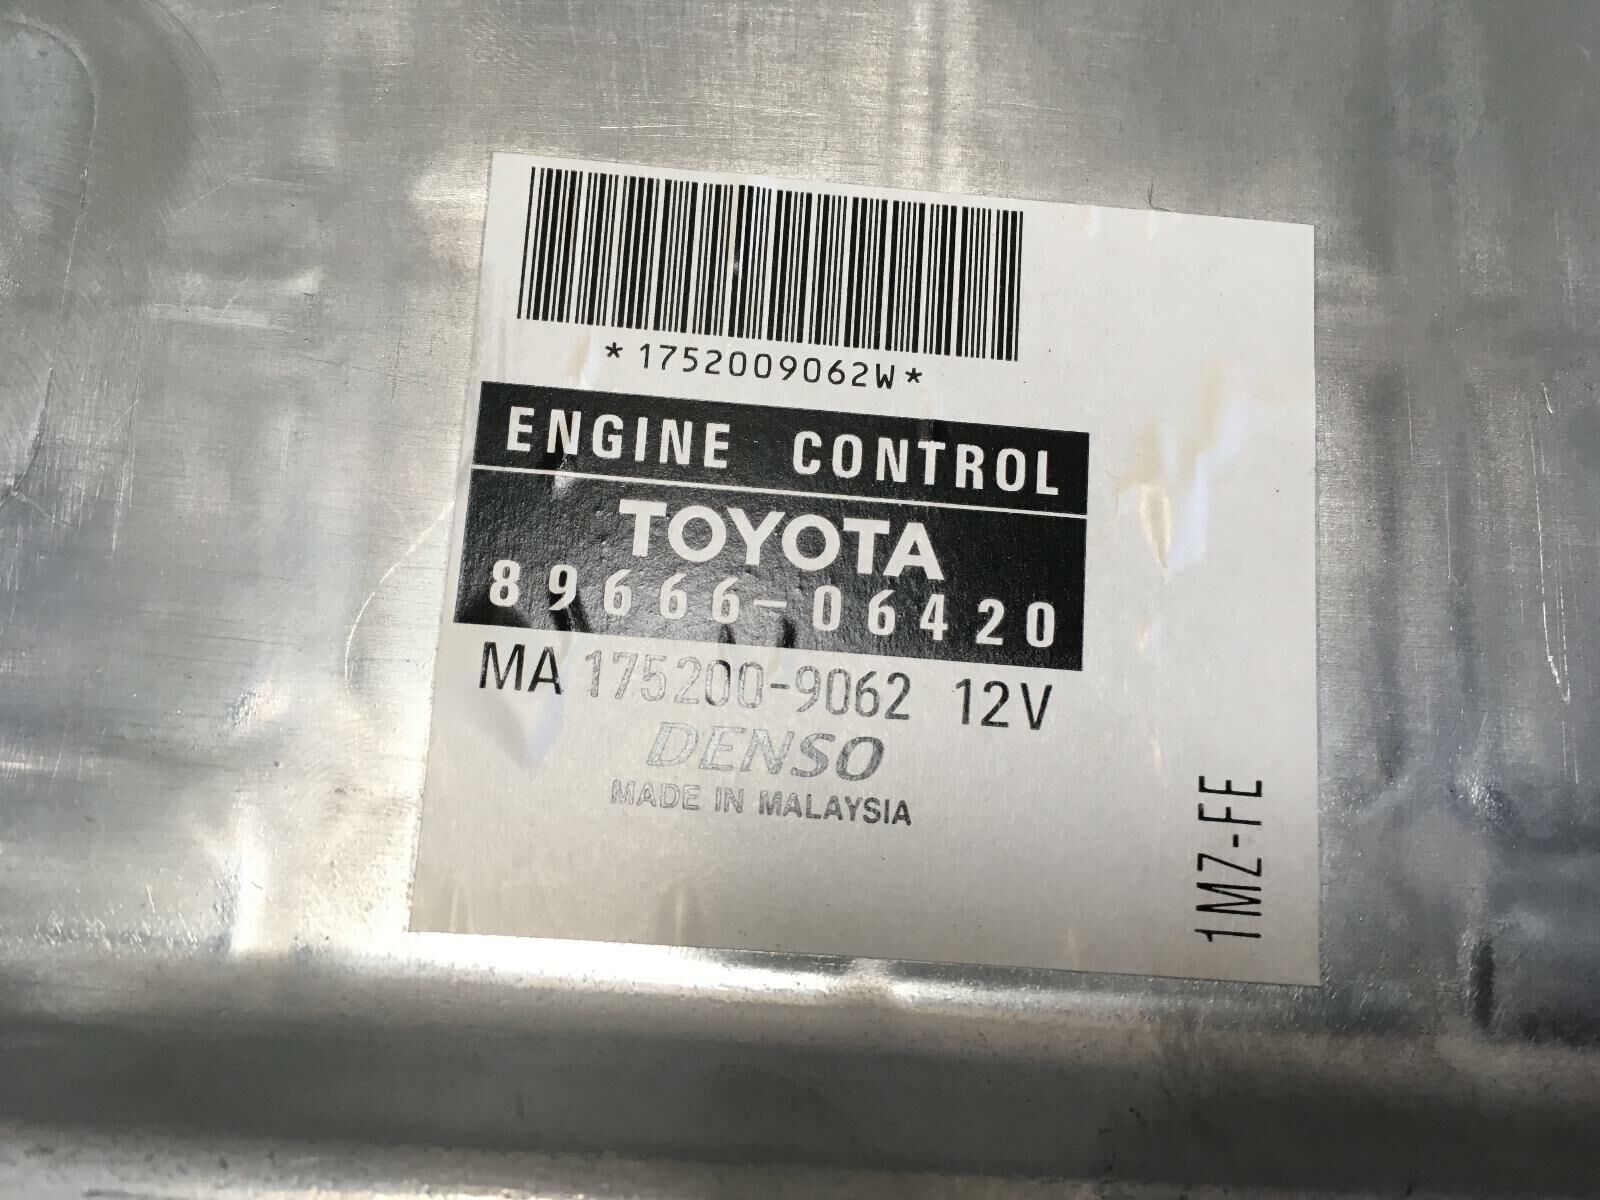 *1752009062W*
ENGINE CONTROL
TOYOTA
89666-06420
MA 175200-9062 12V
DENSO
MADE IN MALAYSIA
1MZ-FE